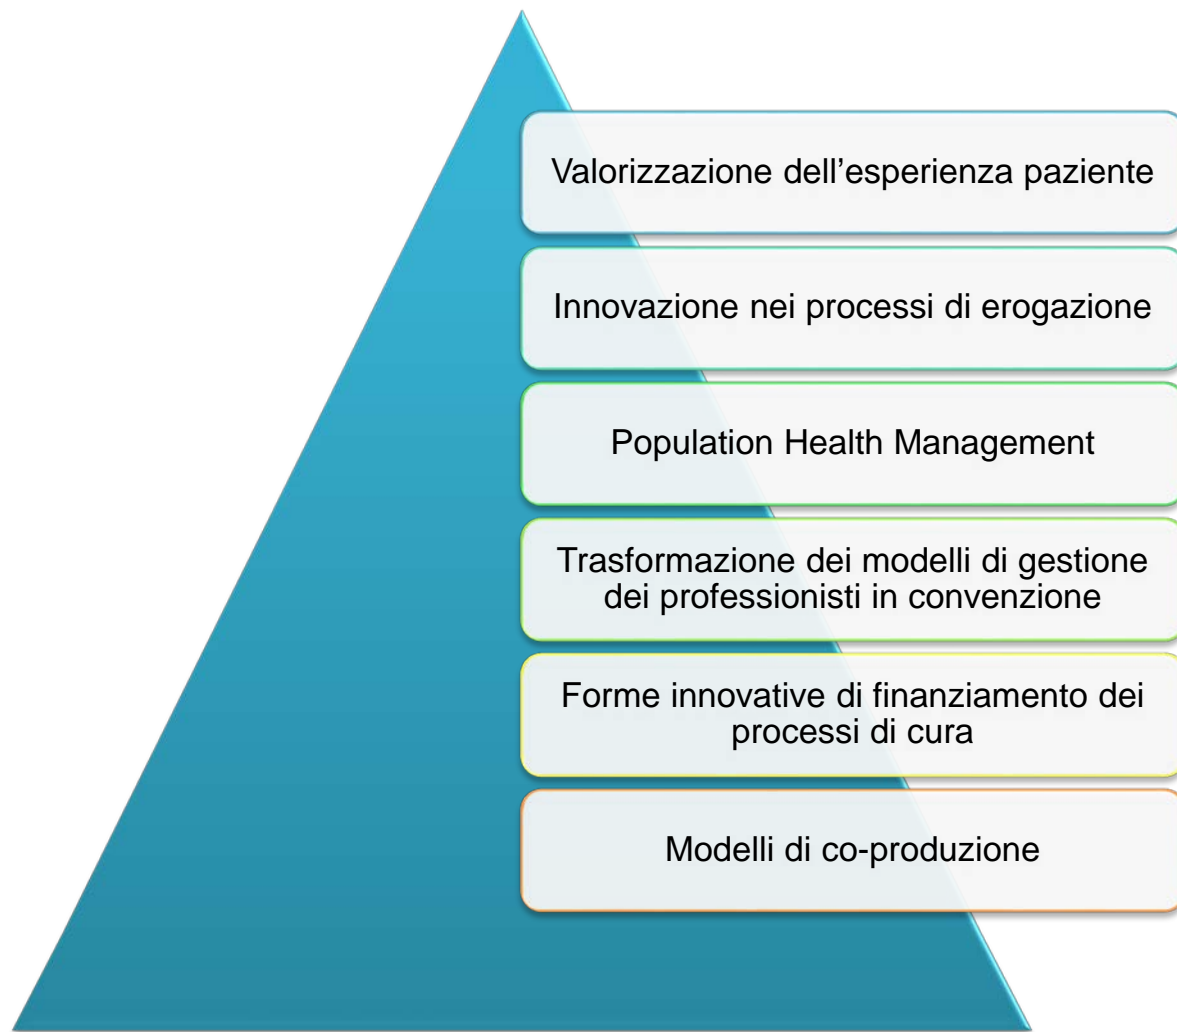 Valorizzazione dell’esperienza paziente
Innovazione nei processi di erogazione
Population Health Management
Trasformazione dei modelli di gestione
dei professionisti in convenzione
Forme innovative di finanziamento dei
processi di cura
Modelli di co-produzione